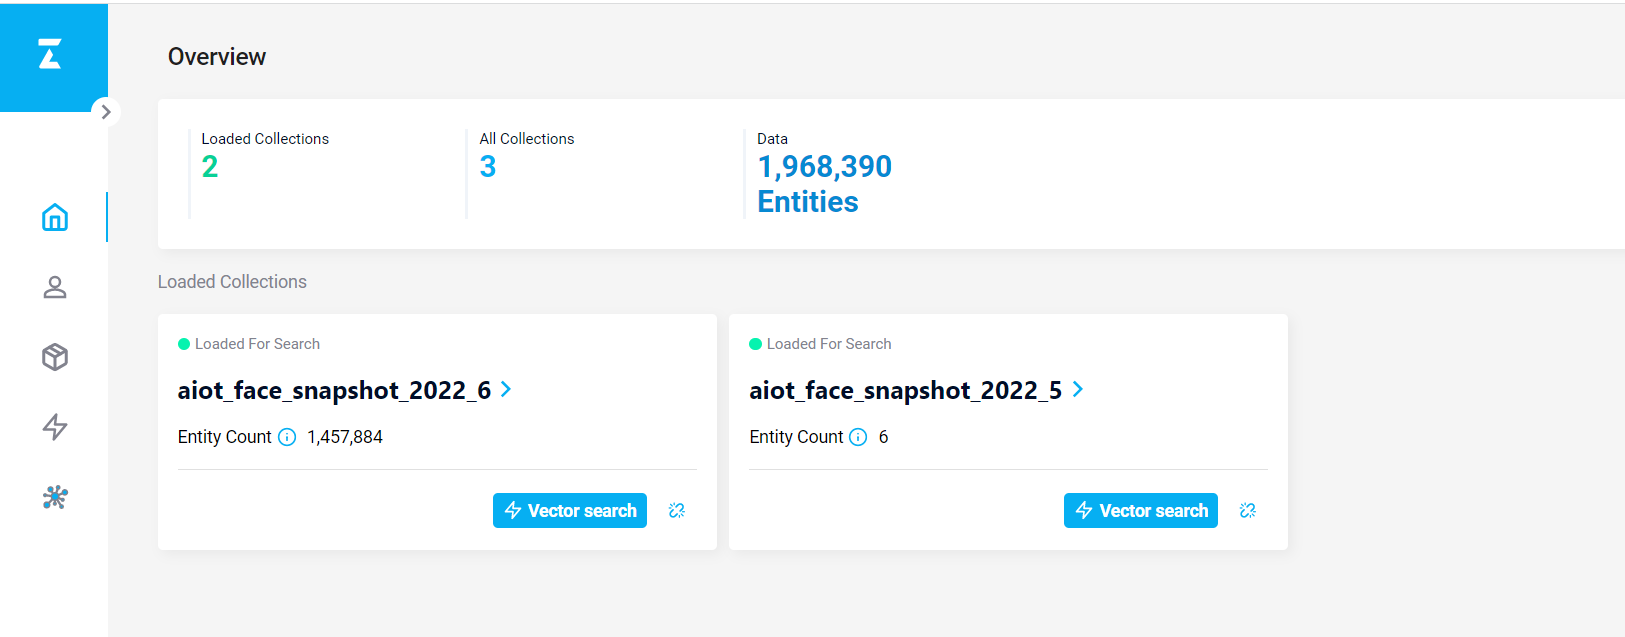 Overview
Loaded Collections
2
All Collections
3
Data
1,968,390
Entities
Loaded Collections
Loaded For Search
aiot_face_snapshot_2022_6
Entity Count 1,457,884
Vector search
Loaded For Search
aiot_face_snapshot_2022_5
Entity Count 6
Vector search